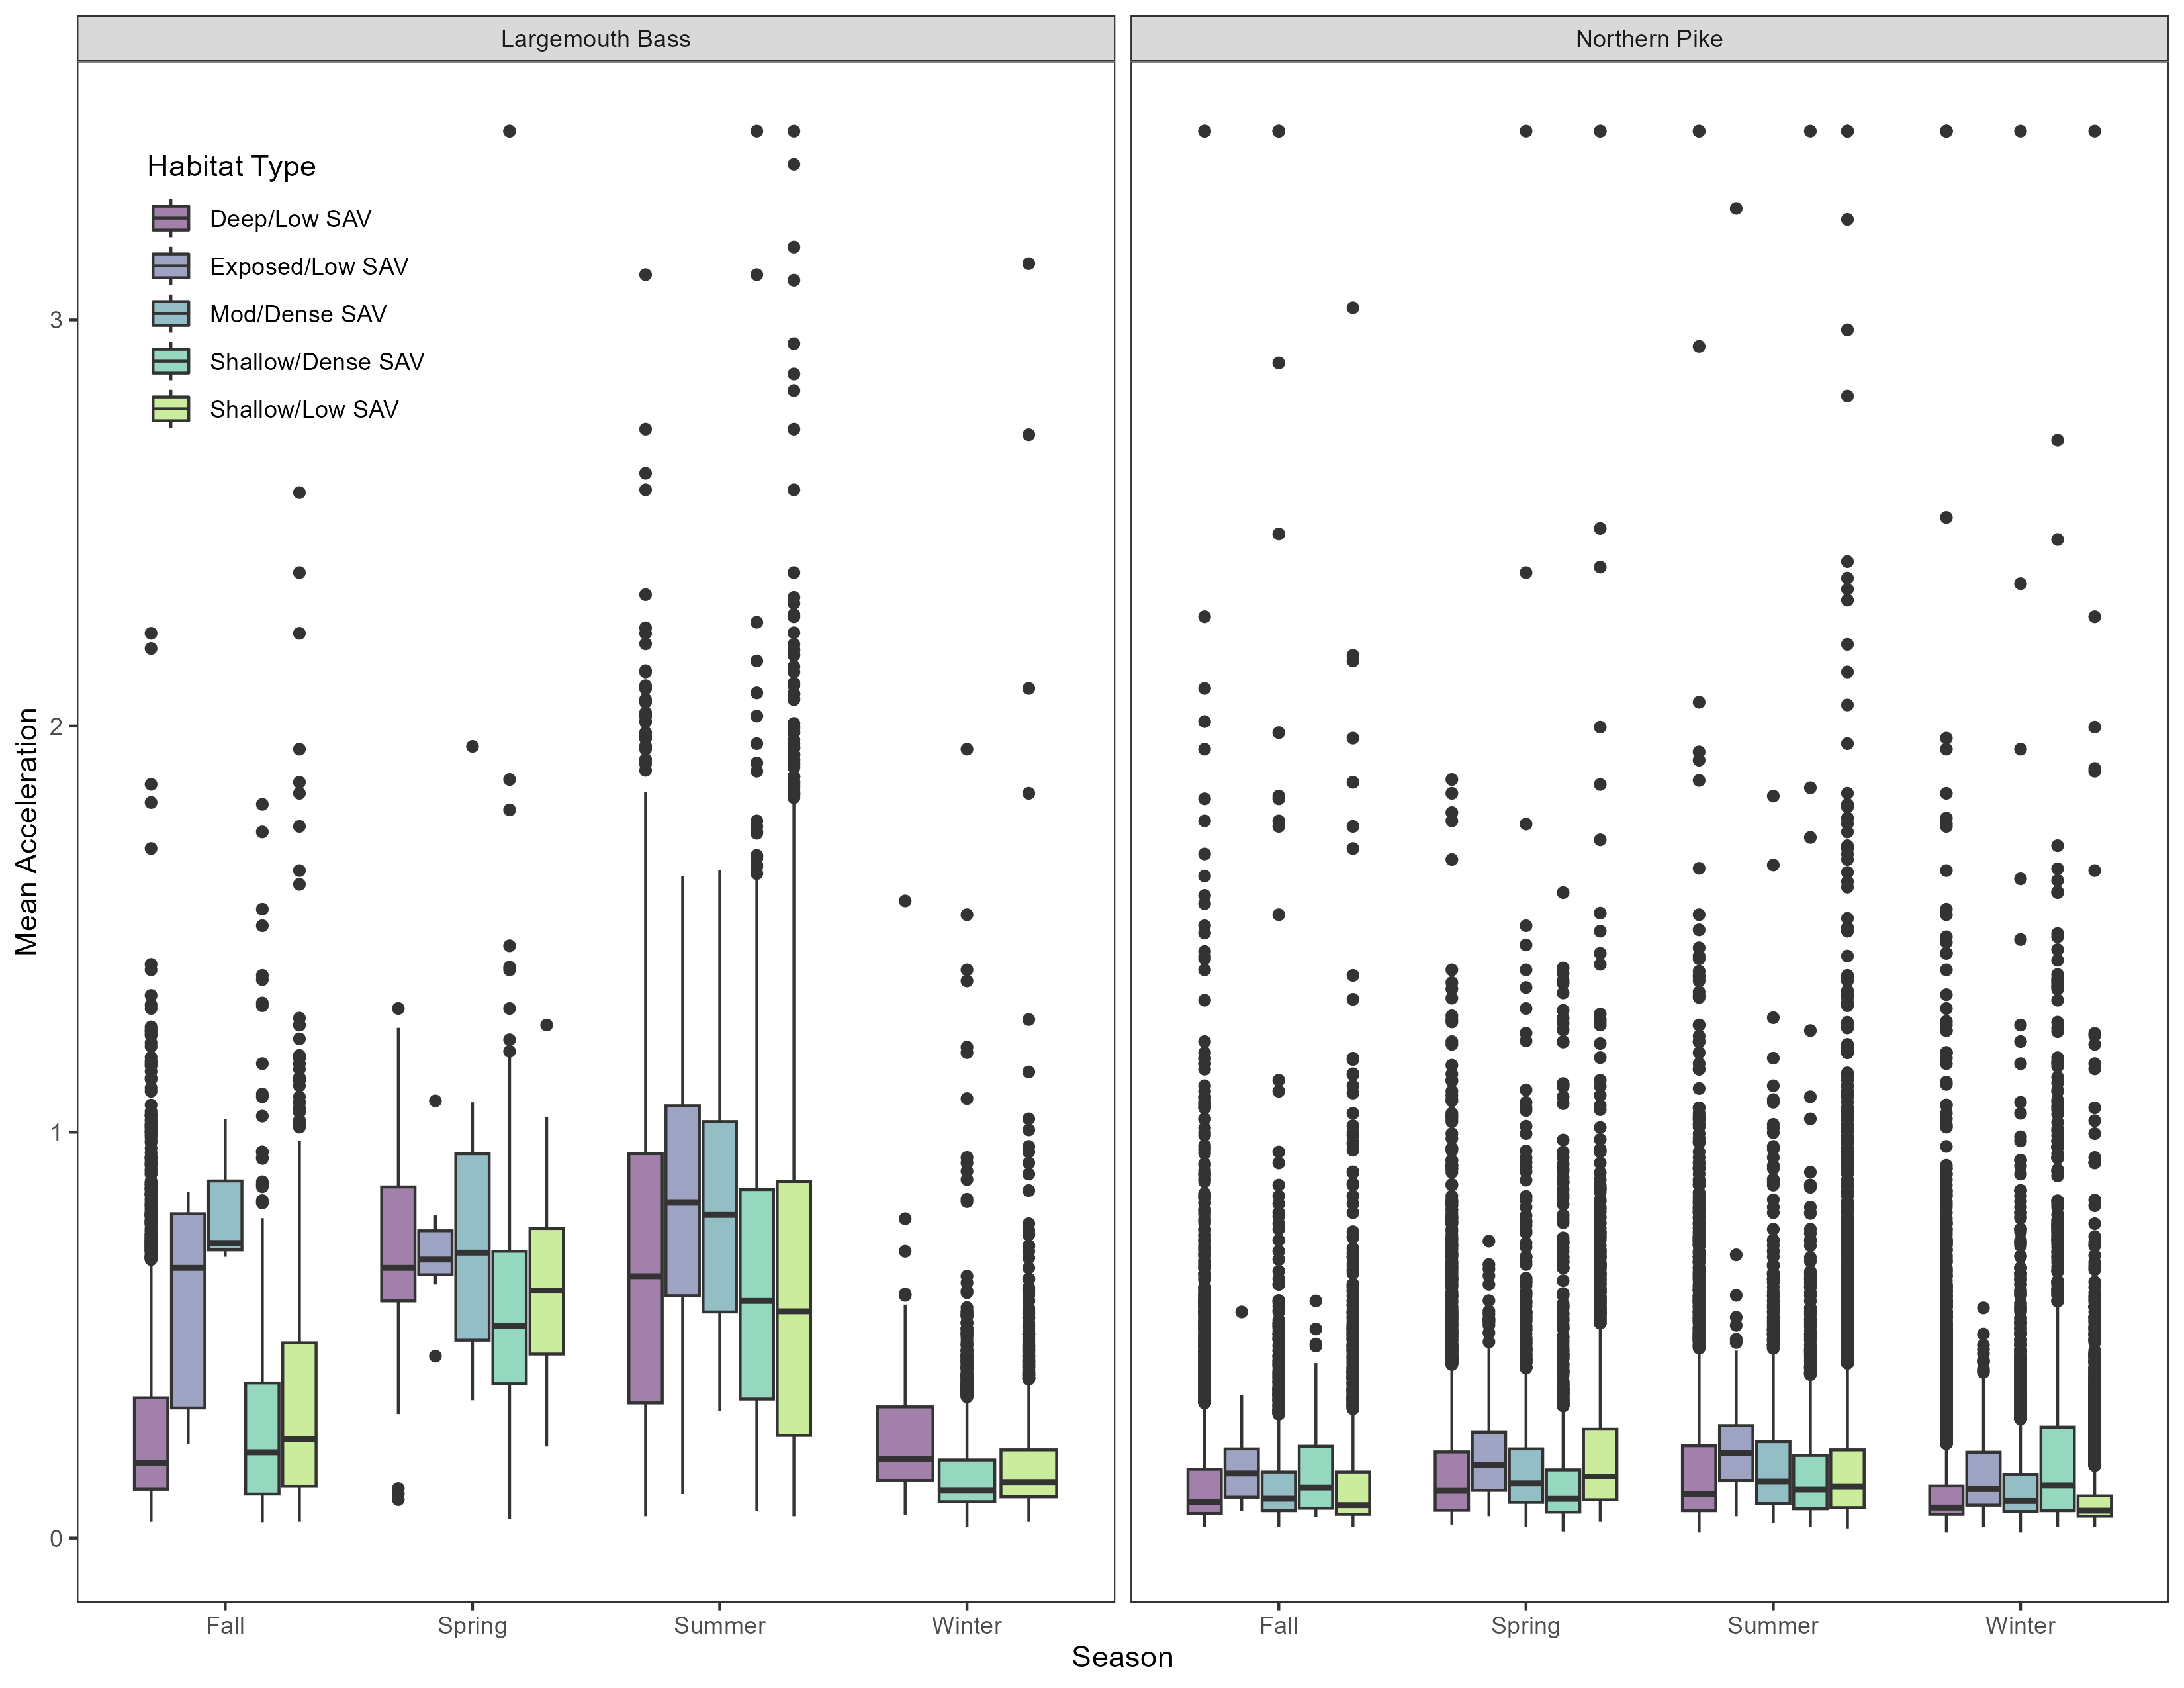 Largemouth Bass
Northern Pike
Habitat Type
Deep/Low SAV
Exposed/Low SAV
Mod/Dense SAV
Shallow/Dense SAV
Shallow/Low SAV
Mean Acceleration
3
2
1
0
Fall Spring Summer Winter
Fall Spring Summer Winter
Season